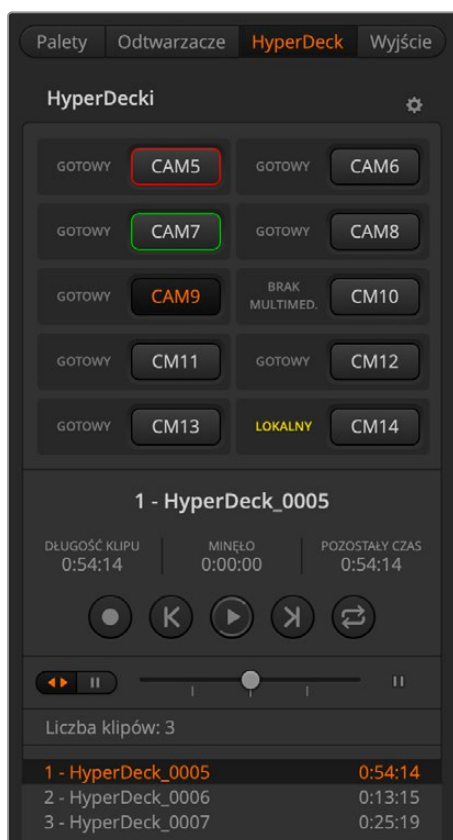 Palety Odtwarzacze HyperDeck Wyjście
HyperDecki
GOTOWY CAM5 GOTOWY CAM6
GOTOWY CAM7 GOTOWY CAM8
GOTOWY CAM9 BRAK MULTIMED. CM10
GOTOWY CM11 GOTOWY CM12
GOTOWY CM13 LOKALNY CM14
1 - HyperDeck_0005
DŁUGOŚĆ KLIPU MINĘŁO POZOSTAŁY CZAS
0:54:14 0:00:00 0:54:14
Liczba klipów: 3
1 - HyperDeck_0005 0:54:14
2 - HyperDeck_0006 0:13:15
3 - HyperDeck_0007 0:25:19